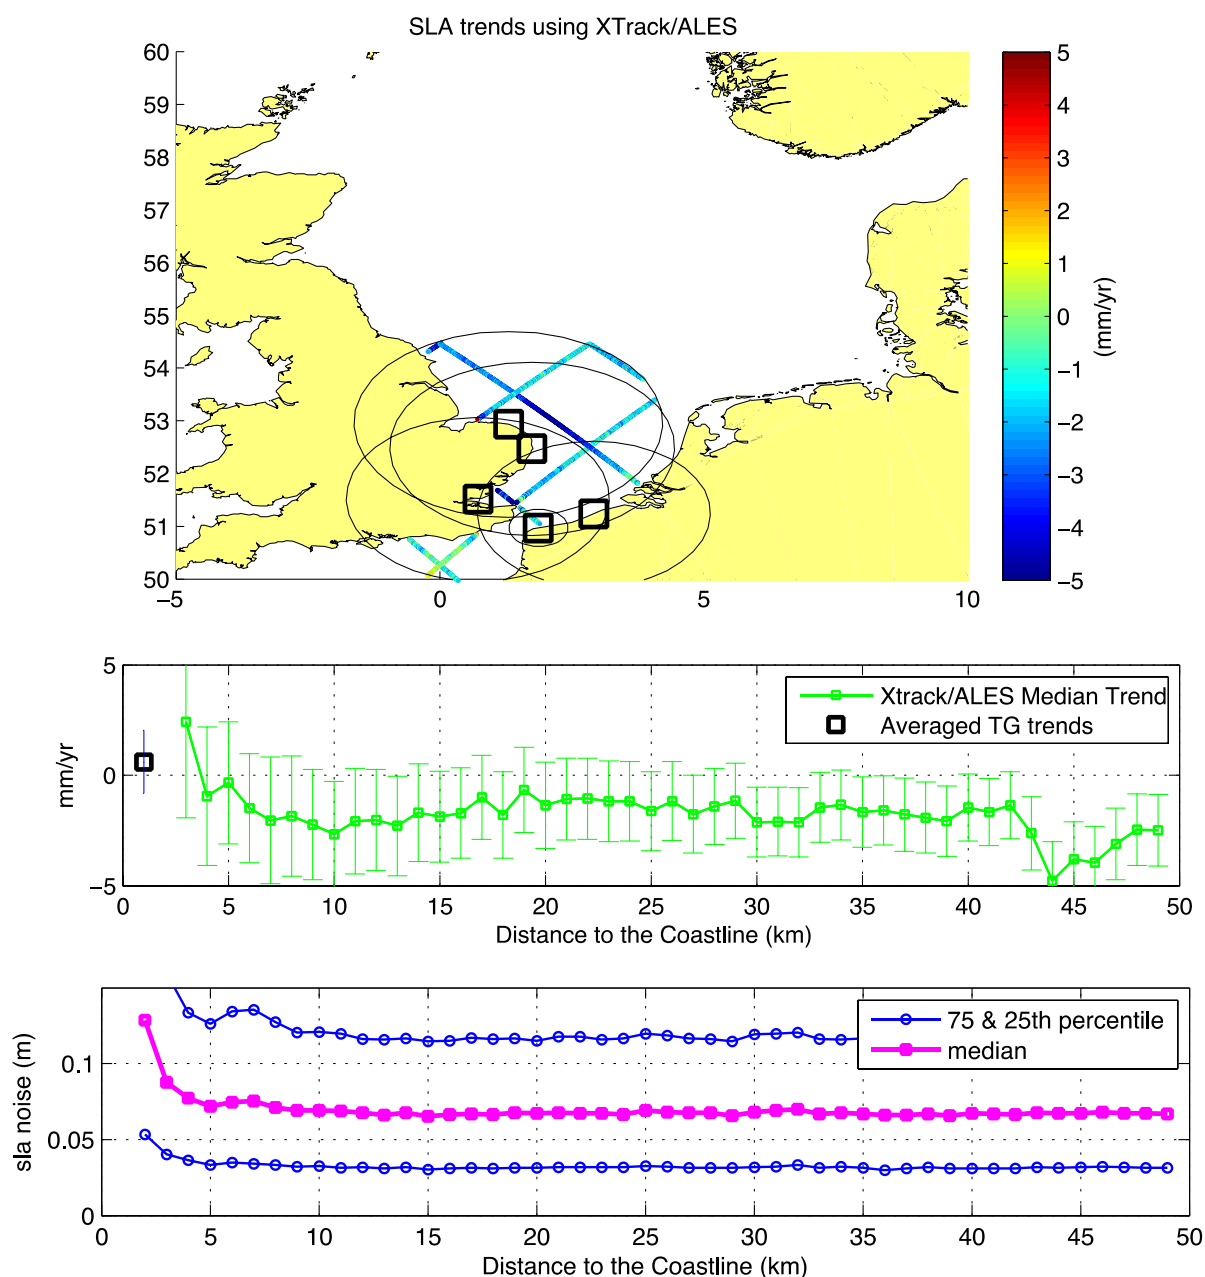 SLA trends using XTrack/ALES
60
59
58
57
56
55
54
53
52
51
50
−5
0
5
10
5
4
3
2
1
0
−1
−2
−3
−4
−5
(mm/yr)
5
0
−5
mm/yr
Xtrack/ALES Median Trend
Averaged TG trends
0 5 10 15 20 25 30 35 40 45 50
Distance to the Coastline (km)
0.1
0.05
0
sla noise (m)
75 & 25th percentile
median
0 5 10 15 20 25 30 35 40 45 50
Distance to the Coastline (km)